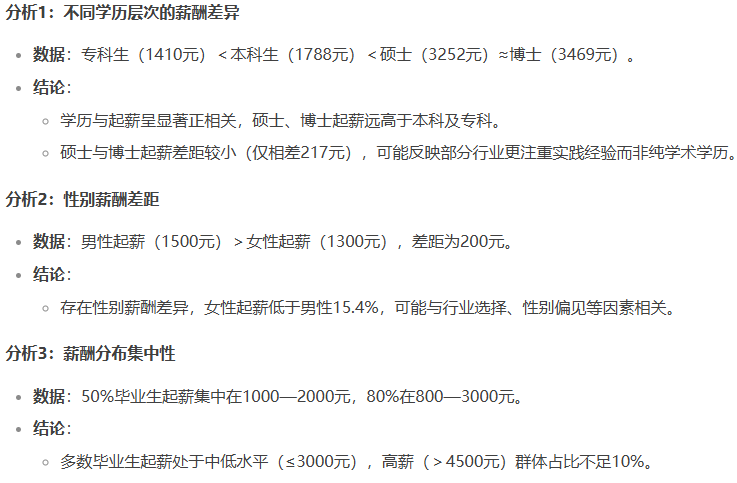 分析1：不同学历层次的薪酬差异
数据：专科生（1410元）＜本科生（1788元）＜硕士（3252元）≈博士（3469元）。
结论：
学历与起薪呈显著正相关，硕士、博士起薪远高于本科及专科。
硕士与博士起薪差距较小（仅相差217元），可能反映部分行业更注重实践经验而非纯学术学历。
分析2：性别薪酬差距
数据：男性起薪（1500元）＞女性起薪（1300元），差距为200元。
结论：
存在性别薪酬差异，女性起薪低于男性15.4%，可能与行业选择、性别偏见等因素相关。
分析3：薪酬分布集中性
数据：50%毕业生起薪集中在1000—2000元，80%在800—3000元。
结论：
多数毕业生起薪处于中低水平（≤3000元），高薪（＞4500元）群体占比不足10%。